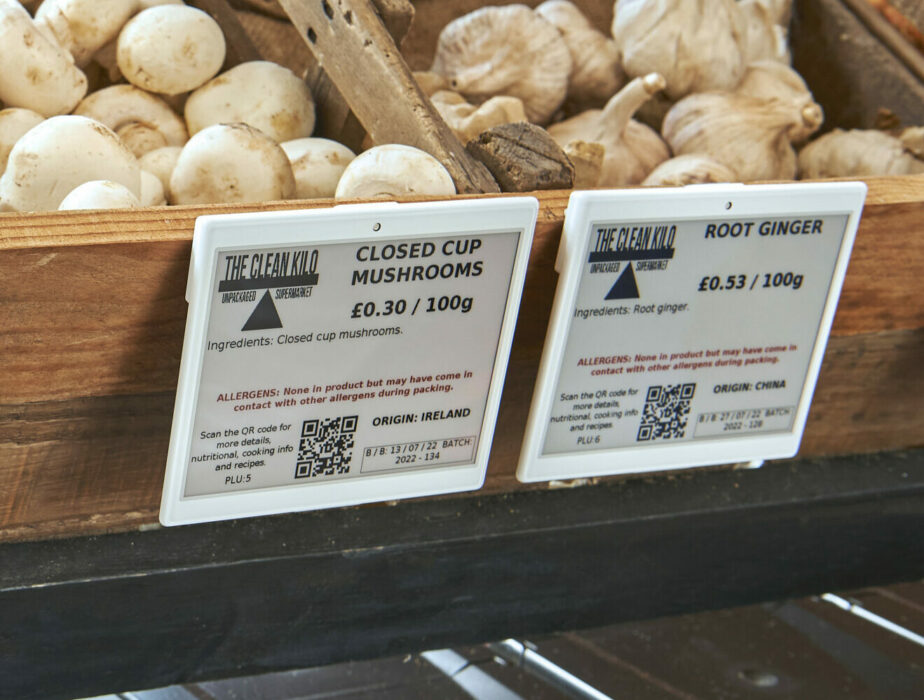 THE CLEAN KILO
UNPACKAGED SUPERMARKET
CLOSED CUP
MUSHROOMS
£0.30 / 100g
Ingredients: Closed cup mushrooms.
ALLERGENS: None in product but may have come in
contact with other allergens during packing.
Scan the QR code for
more details,
nutritional, cooking info
and recipes.
PLU:5
ORIGIN: IRELAND
B / B: 13 / 07 / 22 BATCH:
2022 - 134
THE CLEAN KILO
UNPACKAGED SUPERMARKET
ROOT GINGER
£0.53 / 100g
Ingredients: Root ginger.
ALLERGENS: None in product but may have come in
contact with other allergens during packing.
Scan the QR code for
more details,
nutritional, cooking info
and recipes.
PLU:6
ORIGIN: CHINA
B / B: 27 / 07 / 22 BATCH
2022 - 128